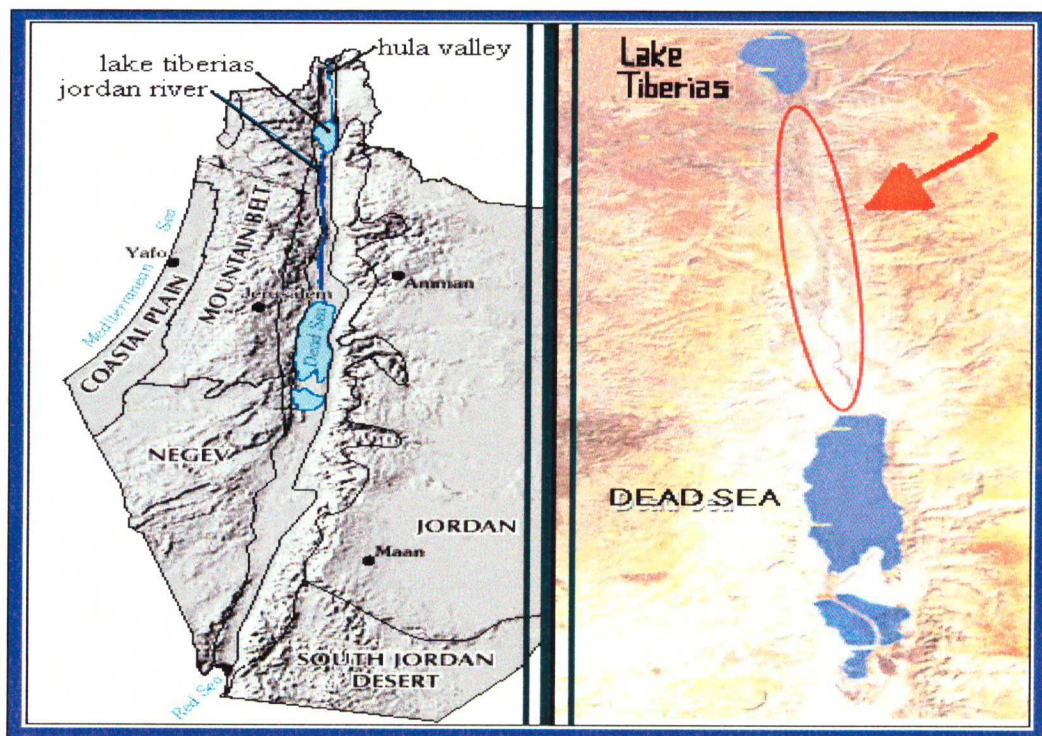 hula valley
lake tiberias
jordan river
Mediterranean Sea
Yafo
COASTAL PLAIN
MOUNTAIN BELT
Jerusalem
Amman
Dead Sea
NEGEV
JORDAN
Maan
SOUTH JORDAN
DESERT
Red Sea
Lake
Tiberias
DEAD SEA